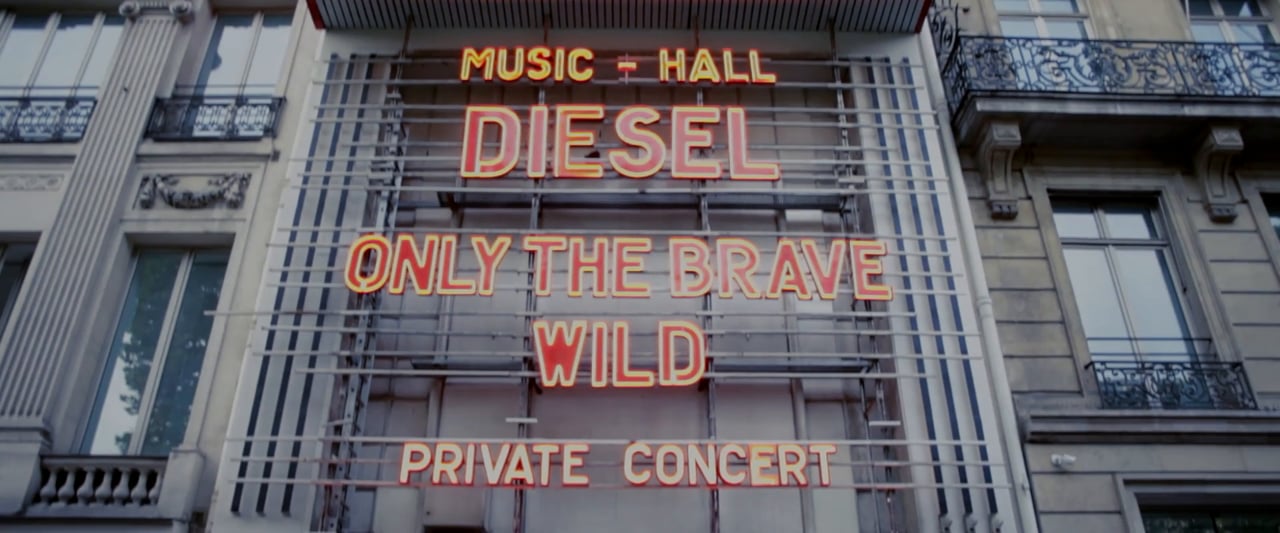 MUSIC - HALL
DIESEL
ONLY THE BRAVE
WILD
PRIVATE CONCERT